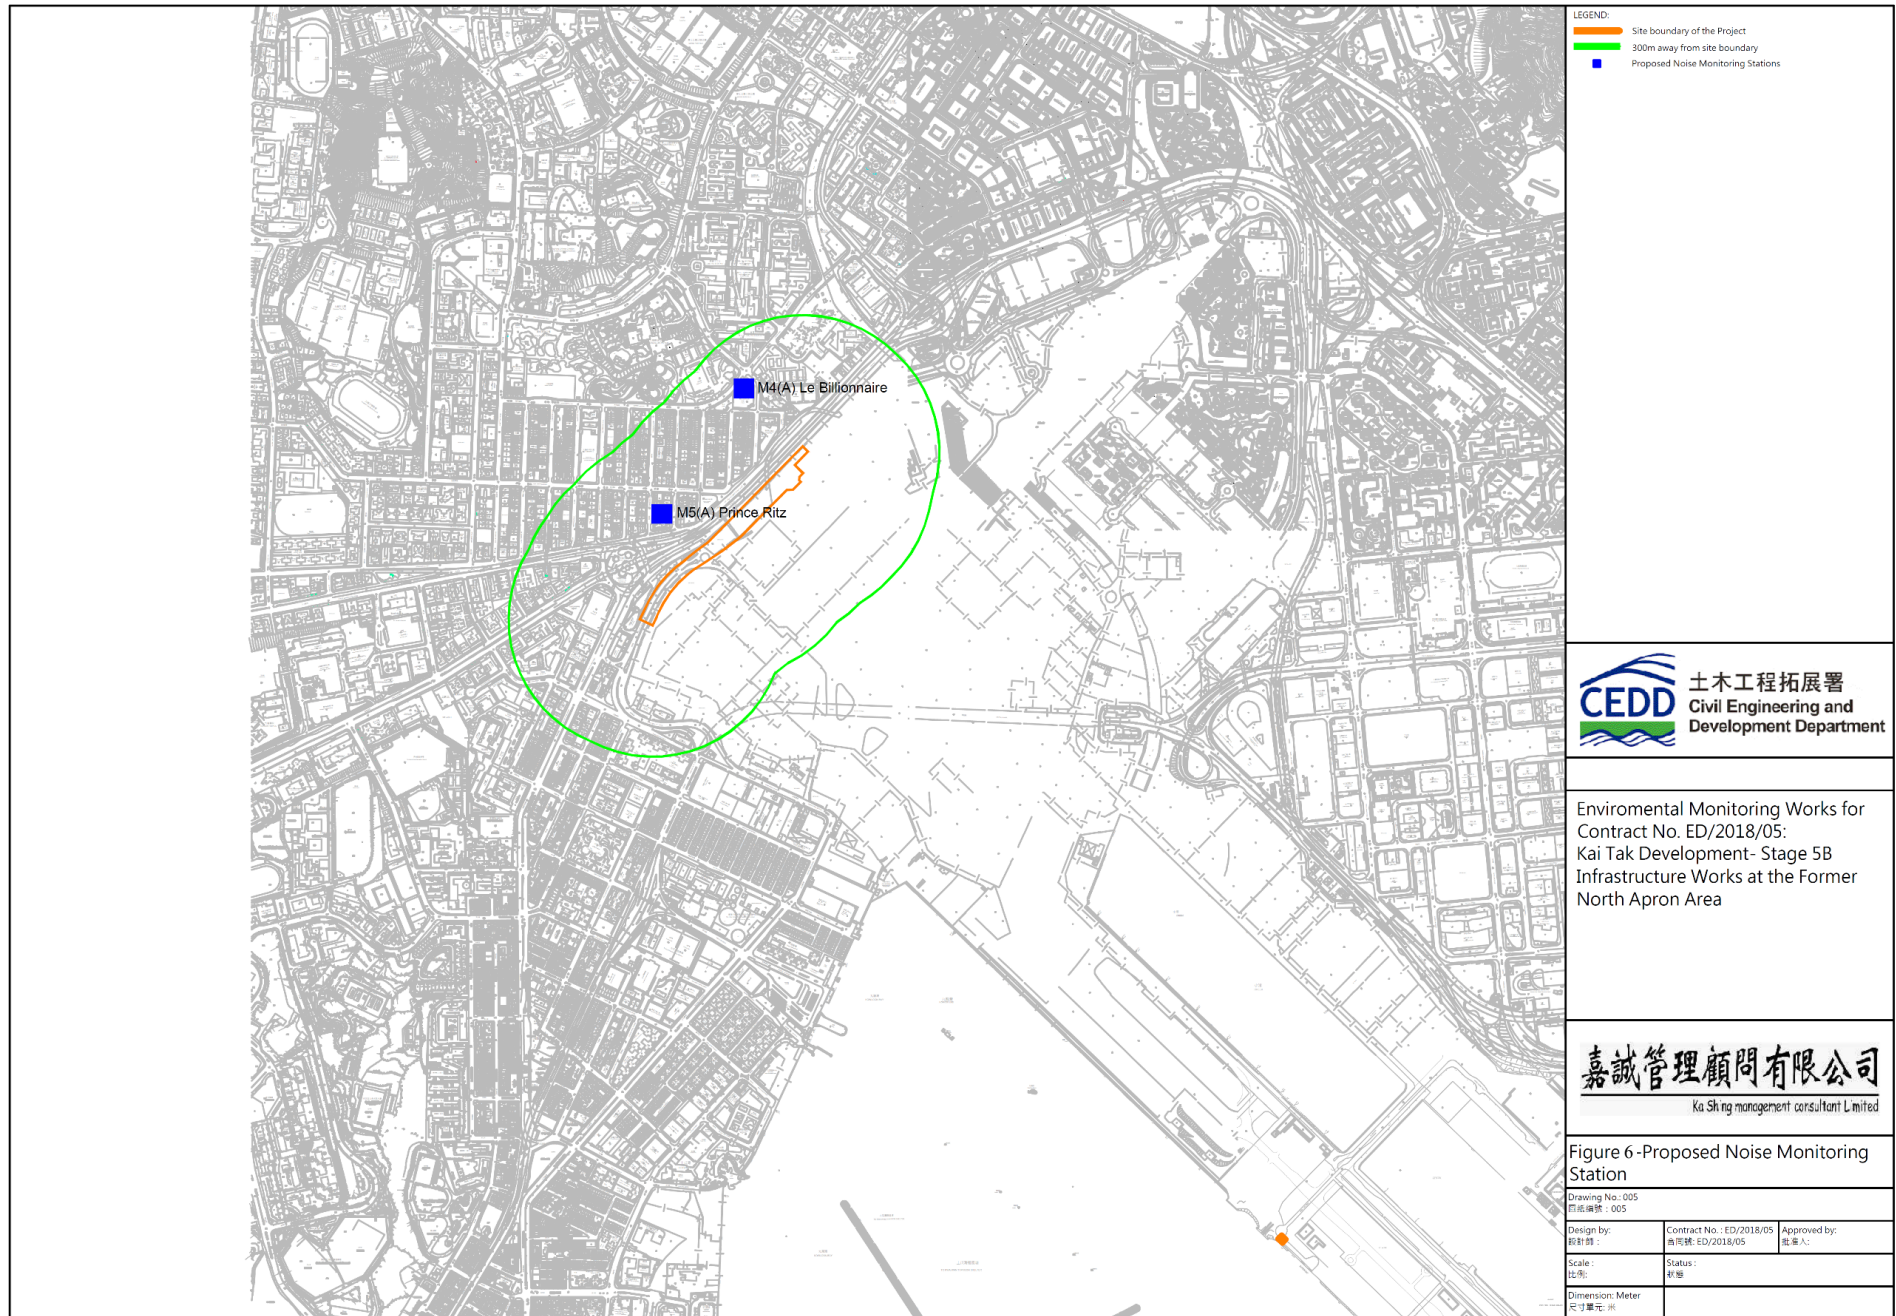 LEGEND:
Site boundary of the Project
300m away from site boundary
Proposed Noise Monitoring Stations
M4(A) Le Billionnaire
M5(A) Prince Ritz
CEDD
土木工程拓展署
Civil Engineering and
Development Department
Enviromental Monitoring Works for
Contract No. ED/2018/05:
Kai Tak Development- Stage 5B
Infrastructure Works at the Former
North Apron Area
嘉誠管理顧問有限公司
Ka Shing management consultant Limited
Figure 6 -Proposed Noise Monitoring
Station
Drawing No.: 005
圖紙編號 : 005
Design by:
設計師 :
Contract No. : ED/2018/05
合同號: ED/2018/05
Approved by:
批准人:
Scale :
比例:
Status :
狀態
Dimension: Meter
尺寸單元: 米